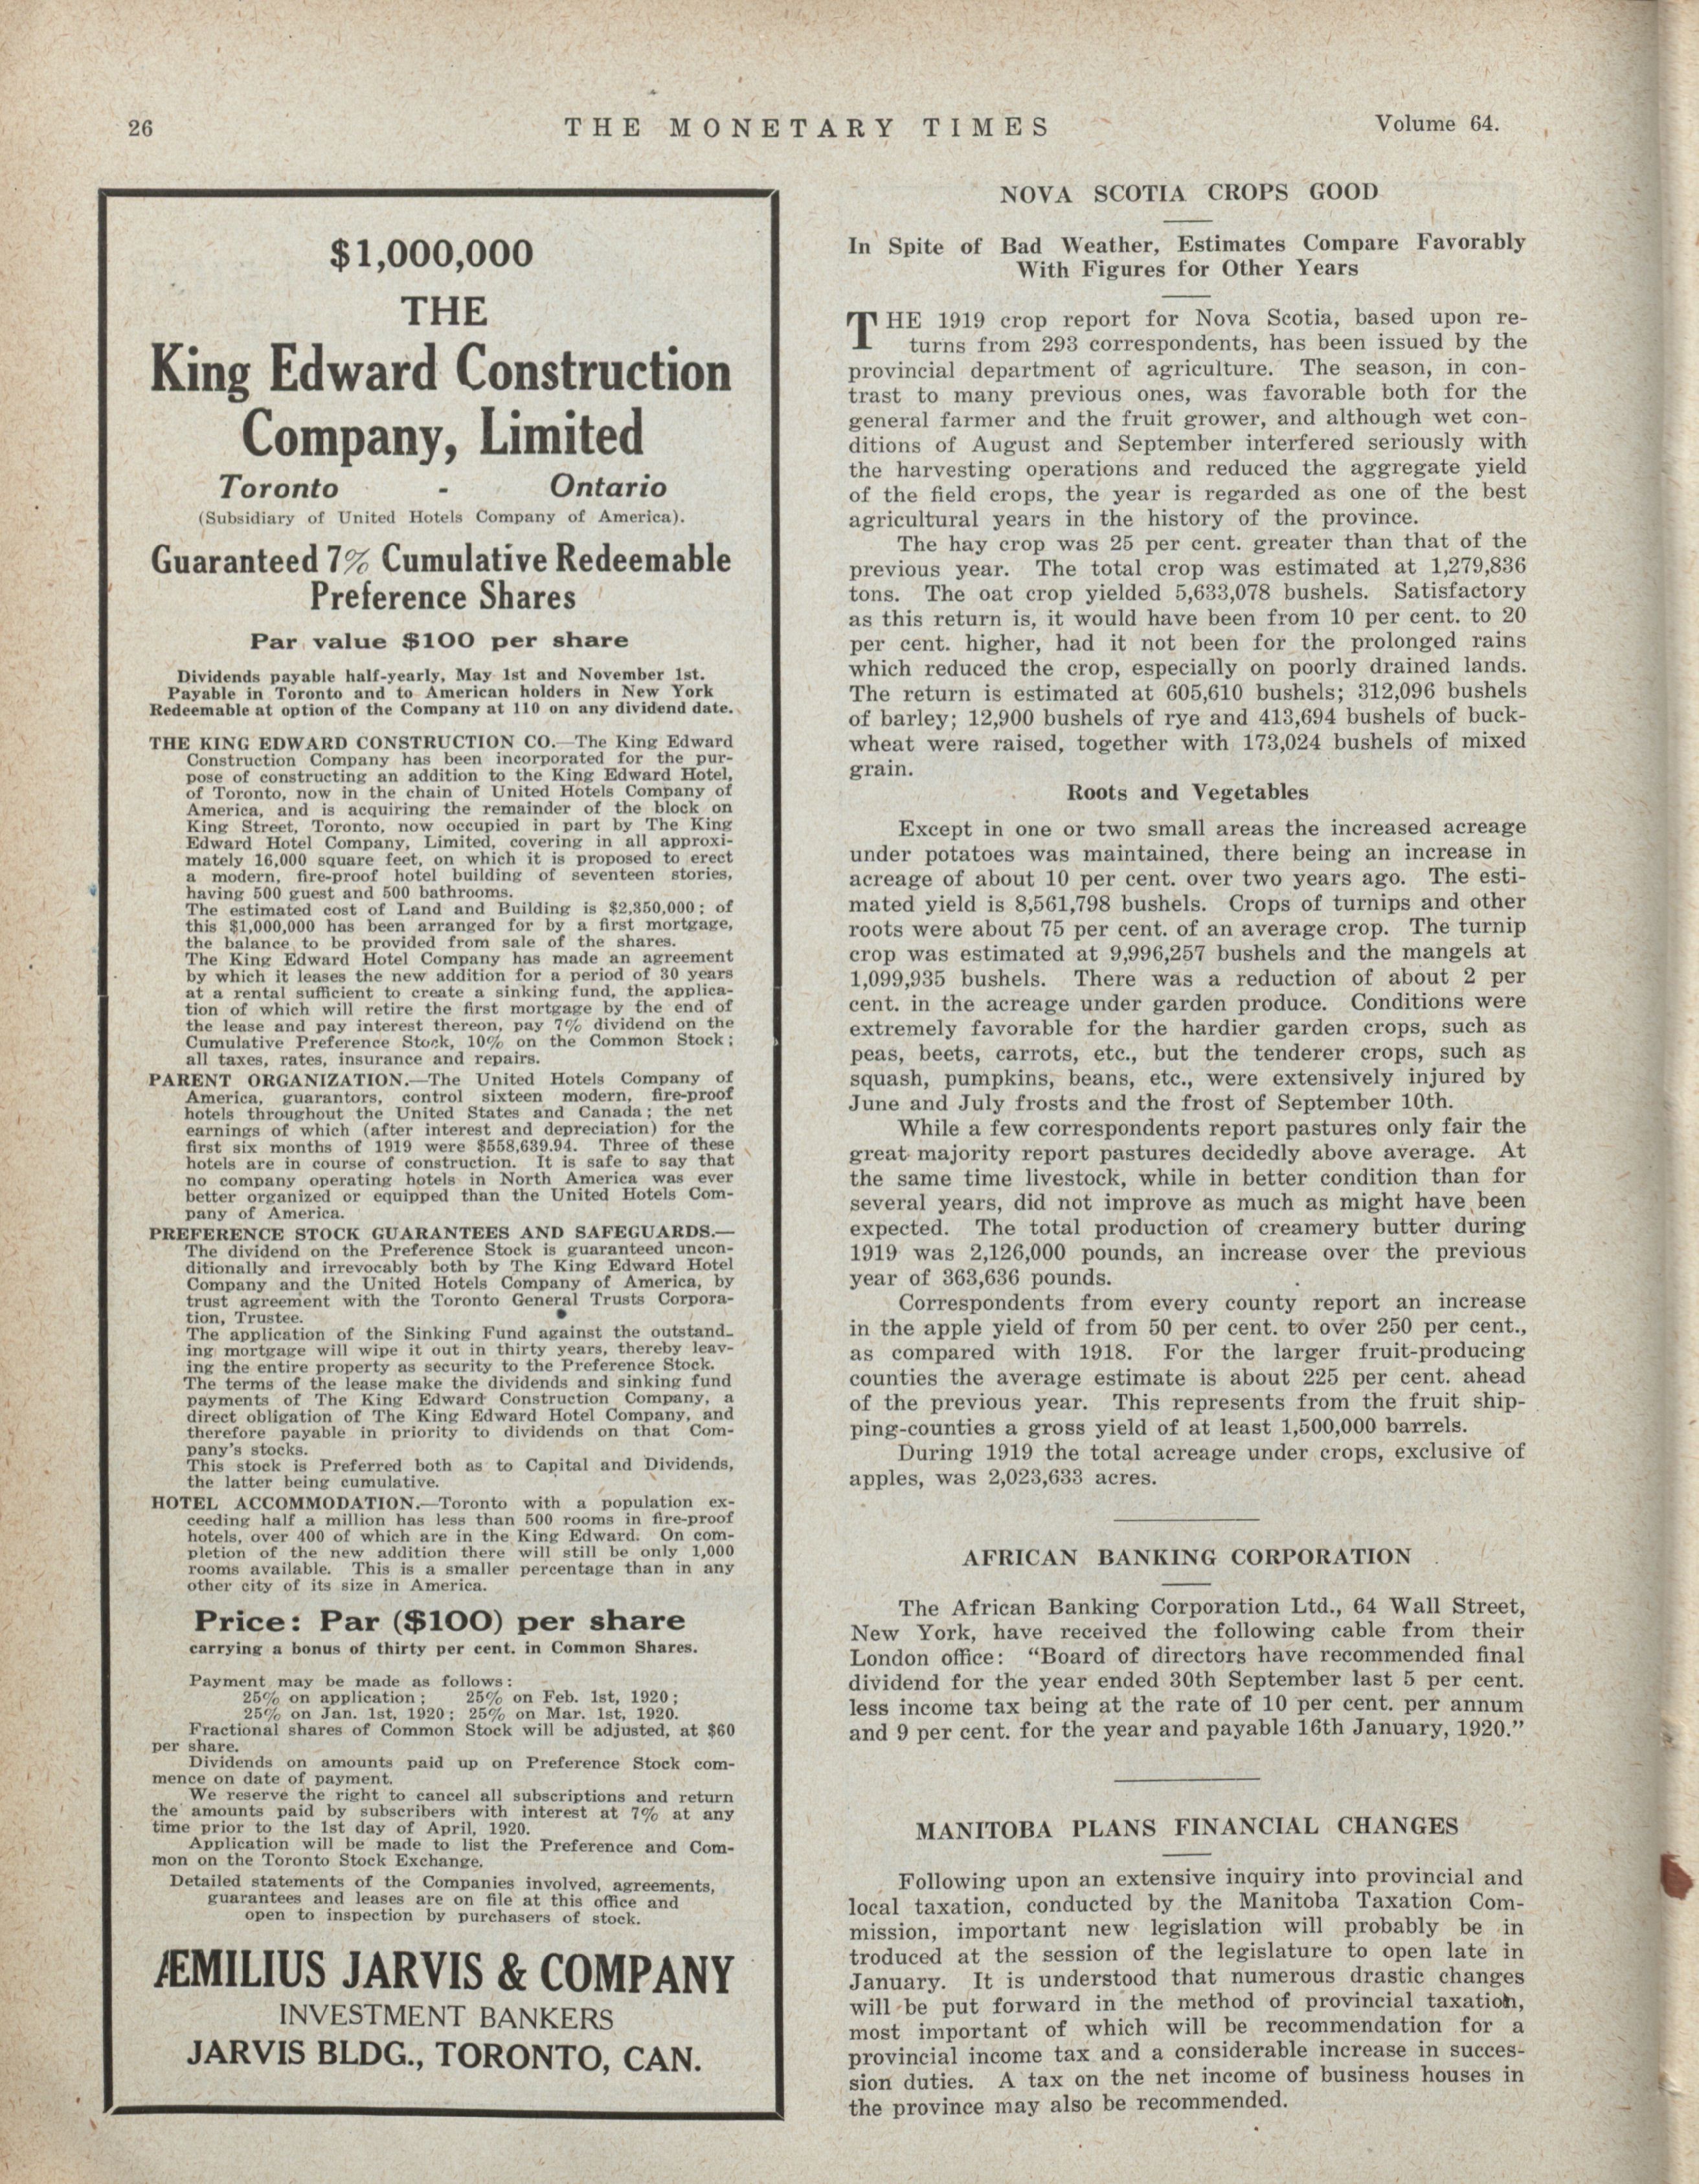 26
THE MONETARY TIMES
Volume 64.
$1,000,000
THE
King Edward Construction
Company, Limited
Toronto - Ontario
(Subsidiary of United Hotels Company of America).
Guaranteed 7% Cumulative Redeemable
Preference Shares
Par value $100 per share
Dividends payable half-yearly, May 1st and November 1st.
Payable in Toronto and to American holders in New York
Redeemable at option of the Company at 110 on any dividend date.
THE KING EDWARD CONSTRUCTION CO.—The King Edward
Construction Company has been incorporated for the pur-
pose of constructing an addition to the King Edward Hotel,
of Toronto, now in the chain of United Hotels Company of
America, and is acquiring the remainder of the block on
King Street, Toronto, now occupied in part by The King
Edward Hotel Company, Limited, covering in all approxi-
mately 16,000 square feet, on which it is proposed to erect
a modern, fire-proof hotel building of seventeen stories,
having 500 guest and 500 bathrooms.
The estimated cost of Land and Building is $2,350,000; of
this $1,000,000 has been arranged for by a first mortgage,
the balance to be provided from sale of the shares.
The King Edward Hotel Company has made an agreement
by which it leases the new addition for a period of 30 years
at a rental sufficient to create a sinking fund, the applica-
tion of which will retire the first mortgage by the end of
the lease and pay interest thereon, pay 7% dividend on the
Cumulative Preference Stock, 10% on the Common Stock;
all taxes, rates, insurance and repairs.
PARENT ORGANIZATION.—The United Hotels Company of
America, guarantors, control sixteen modern, fire-proof
hotels throughout the United States and Canada; the net
earnings of which (after interest and depreciation) for the
first six months of 1919 were $558,639.94. Three of these
hotels are in course of construction. It is safe to say that
no company operating hotels in North America was ever
better organized or equipped than the United Hotels Com-
pany of America.
PREFERENCE STOCK GUARANTEES AND SAFEGUARDS.—
The dividend on the Preference Stock is guaranteed uncon-
ditionally and irrevocably both by The King Edward Hotel
Company and the United Hotels Company of America, by
trust agreement with the Toronto General Trusts Corpora-
tion, Trustee.
The application of the Sinking Fund against the outstand-
ing mortgage will wipe it out in thirty years, thereby leav-
ing the entire property as security to the Preference Stock.
The terms of the lease make the dividends and sinking fund
payments of The King Edward Construction Company, a
direct obligation of The King Edward Hotel Company, and
therefore payable in priority to dividends on that Com-
pany's stocks.
This stock is Preferred both as to Capital and Dividends,
the latter being cumulative.
HOTEL ACCOMMODATION.—Toronto with a population ex-
ceeding half a million has less than 500 rooms in fire-proof
hotels, over 400 of which are in the King Edward. On com-
pletion of the new addition there will still be only 1,000
rooms available. This is a smaller percentage than in any
other city of its size in America.
Price: Par ($100) per share
carrying a bonus of thirty per cent. in Common Shares.
Payment may be made as follows:
25% on application; 25% on Feb. 1st, 1920;
25% on Jan. 1st, 1920; 25% on Mar. 1st, 1920.
Fractional shares of Common Stock will be adjusted, at $60
per share.
Dividends on amounts paid up on Preference Stock com-
mence on date of payment.
We reserve the right to cancel all subscriptions and return
the amounts paid by subscribers with interest at 7% at any
time prior to the 1st day of April, 1920.
Application will be made to list the Preference and Com-
mon on the Toronto Stock Exchange.
Detailed statements of the Companies involved, agreements,
guarantees and leases are on file at this office and
open to inspection by purchasers of stock.
ÆMILIUS JARVIS & COMPANY
INVESTMENT BANKERS
JARVIS BLDG., TORONTO, CAN.
NOVA SCOTIA CROPS GOOD
In Spite of Bad Weather, Estimates Compare Favorably
With Figures for Other Years
THE 1919 crop report for Nova Scotia, based upon re-
turns from 293 correspondents, has been issued by the
provincial department of agriculture. The season, in con-
trast to many previous ones, was favorable both for the
general farmer and the fruit grower, and although wet con-
ditions of August and September interfered seriously with
the harvesting operations and reduced the aggregate yield
of the field crops, the year is regarded as one of the best
agricultural years in the history of the province.
The hay crop was 25 per cent. greater than that of the
previous year. The total crop was estimated at 1,279,836
tons. The oat crop yielded 5,633,078 bushels. Satisfactory
as this return is, it would have been from 10 per cent. to 20
per cent. higher, had it not been for the prolonged rains
which reduced the crop, especially on poorly drained lands.
The return is estimated at 605,610 bushels; 312,096 bushels
of barley; 12,900 bushels of rye and 413,694 bushels of buck-
wheat were raised, together with 173,024 bushels of mixed
grain.
Roots and Vegetables
Except in one or two small areas the increased acreage
under potatoes was maintained, there being an increase in
acreage of about 10 per cent. over two years ago. The esti-
mated yield is 8,561,798 bushels. Crops of turnips and other
roots were about 75 per cent. of an average crop. The turnip
crop was estimated at 9,996,257 bushels and the mangels at
1,099,935 bushels. There was a reduction of about 2 per
cent. in the acreage under garden produce. Conditions were
extremely favorable for the hardier garden crops, such as
peas, beets, carrots, etc., but the tenderer crops, such as
squash, pumpkins, beans, etc., were extensively injured by
June and July frosts and the frost of September 10th.
While a few correspondents report pastures only fair the
great majority report pastures decidedly above average. At
the same time livestock, while in better condition than for
several years, did not improve as much as might have been
expected. The total production of creamery butter during
1919 was 2,126,000 pounds, an increase over the previous
year of 363,636 pounds.
Correspondents from every county report an increase
in the apple yield of from 50 per cent. to over 250 per cent.,
as compared with 1918. For the larger fruit-producing
counties the average estimate is about 225 per cent. ahead
of the previous year. This represents from the fruit ship-
ping-counties a gross yield of at least 1,500,000 barrels.
During 1919 the total acreage under crops, exclusive of
apples, was 2,023,633 acres.
AFRICAN BANKING CORPORATION
The African Banking Corporation Ltd., 64 Wall Street,
New York, have received the following cable from their
London office: "Board of directors have recommended final
dividend for the year ended 30th September last 5 per cent.
less income tax being at the rate of 10 per cent. per annum
and 9 per cent. for the year and payable 16th January, 1920."
MANITOBA PLANS FINANCIAL CHANGES
Following upon an extensive inquiry into provincial and
local taxation, conducted by the Manitoba Taxation Com-
mission, important new legislation will probably be in
troduced at the session of the legislature to open late in
January. It is understood that numerous drastic changes
will be put forward in the method of provincial taxation,
most important of which will be recommendation for a
provincial income tax and a considerable increase in succes-
sion duties. A tax on the net income of business houses in
the province may also be recommended.